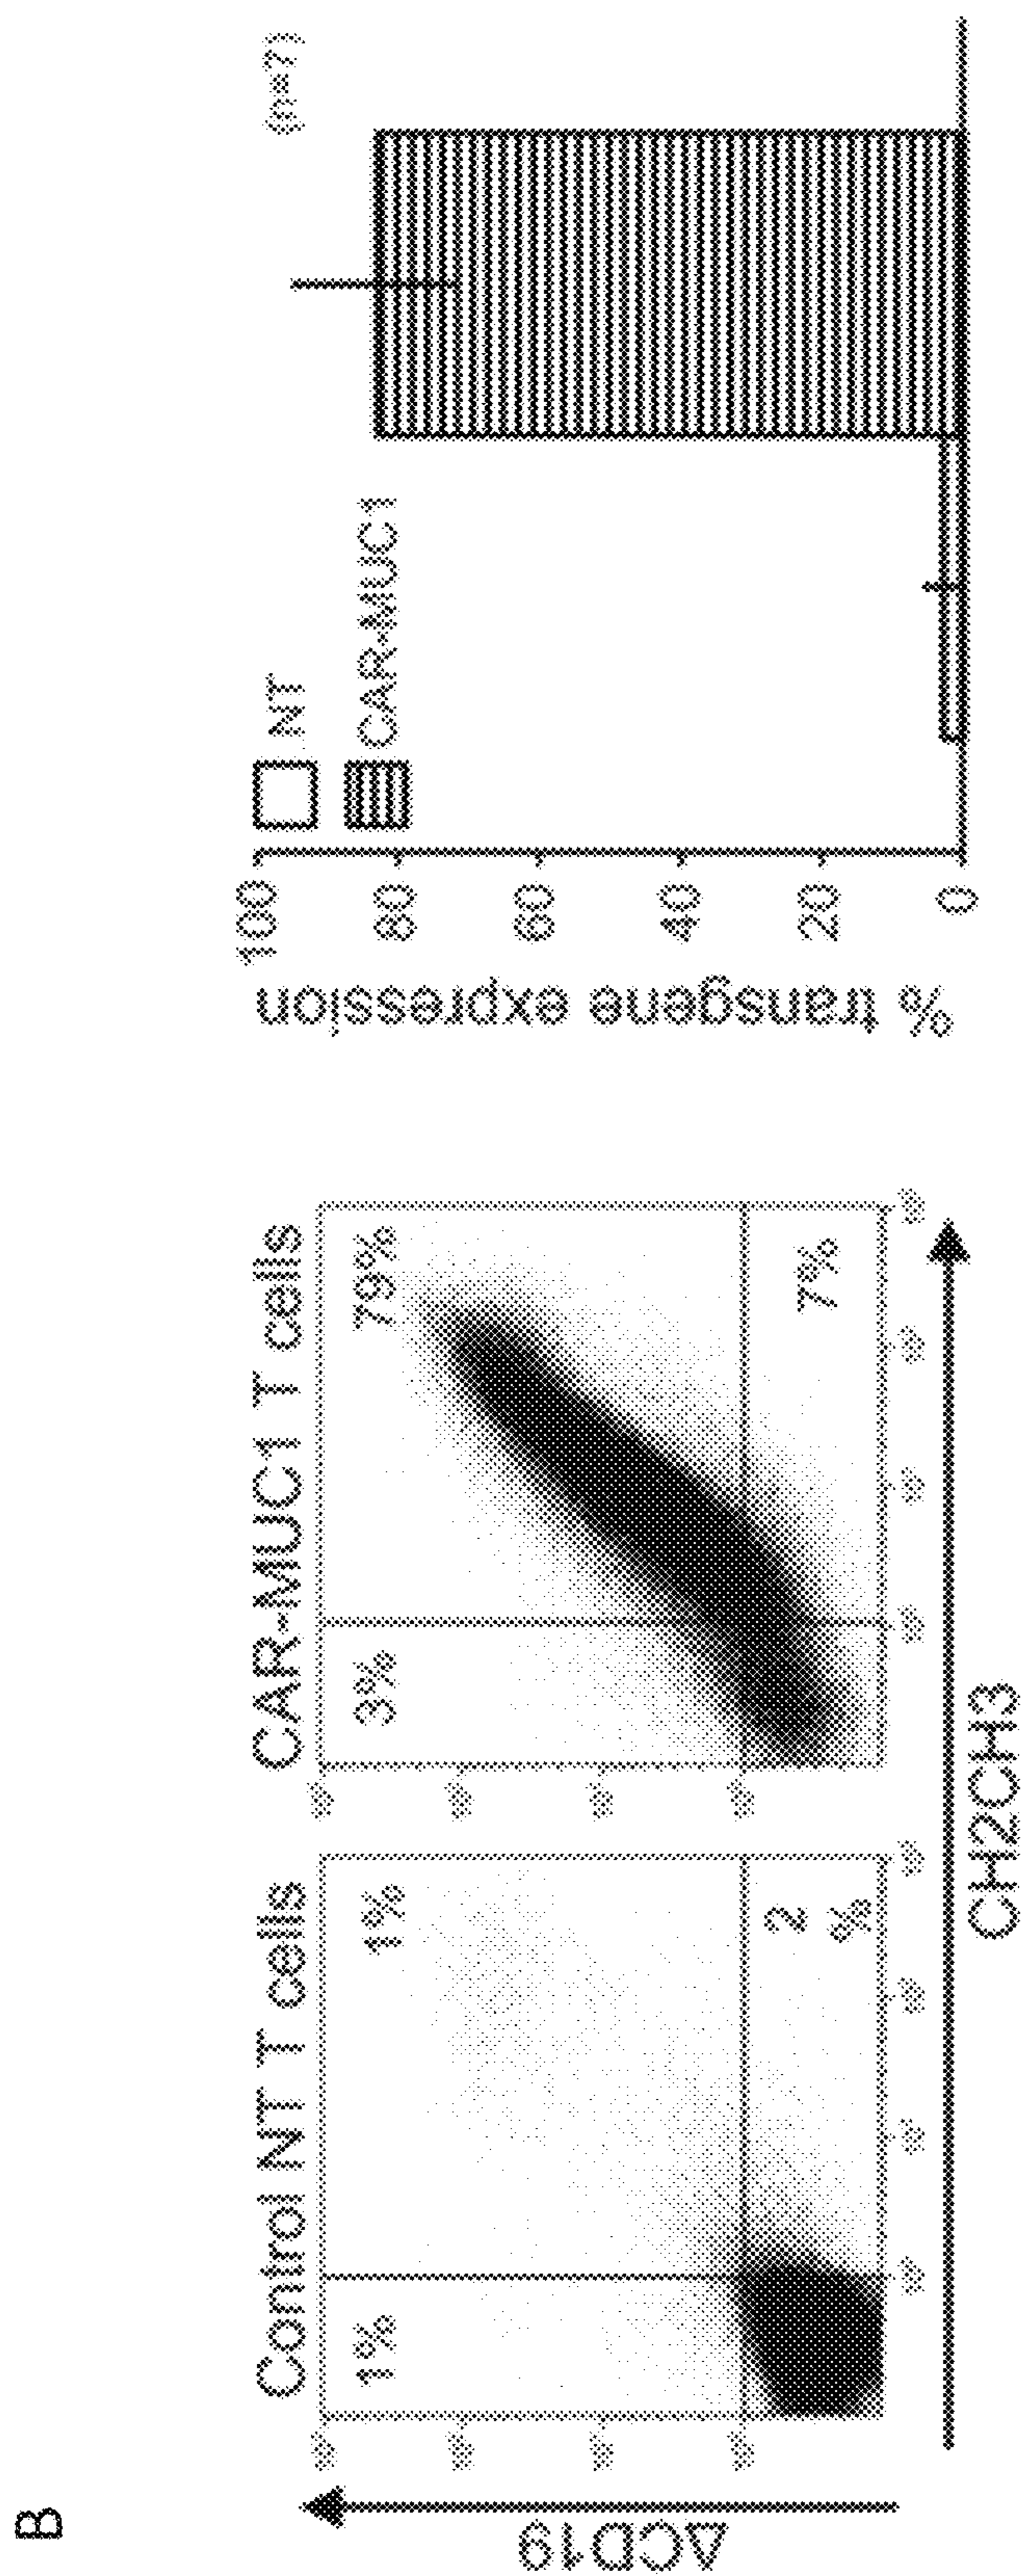 B
Control NT T cells
CAR-MUC1 T cells
1%
1%
2
%
3%
79%
7%
ΔCD19
CH2CH3
% transgene expression
100
80
60
40
20
0
NT
CAR-MUC1
(n=7)